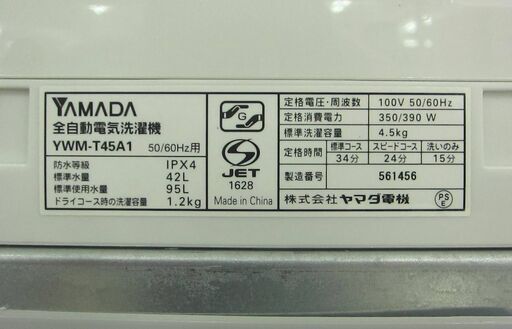 YAMADA
全自動電気洗濯機
YWM-T45A1 50/60Hz用
防水等級 IPX4
標準水量 42L
標準使用水量 95L
ドライコース時の洗濯容量 1.2kg
G
S
JET
1628
Made in China
定格電圧・周波数 100V 50/60Hz
定格消費電力 350/390 W
標準洗濯容量 4.5kg
定格時間 標準コース スピードコース 洗いのみ
34分 24分 15分
製造番号 561456
株式会社ヤマダ電機
PS
E